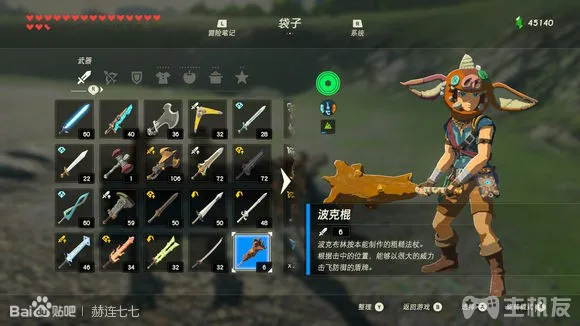 L
袋子
R
冒险笔记
系统
45140
武器
R
60 40 36 32 28
22 1 106 72 72
60 59 50 50 48
46 34 32 32 6
波克棍
6
波克布林按本能制作的粗糙法杖。
根据击中的位置，能够以很大的威力
击飞防御的盾牌。
整理 Y
返回游戏 B
选择 A
Bai 贴吧 | 赫连七七
主机友